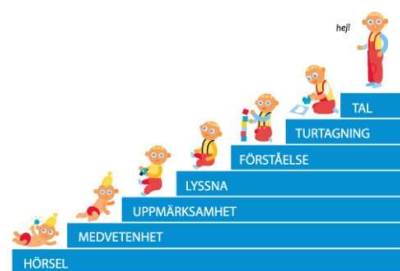 hej!
TAL
TURTAGNING
FÖRSTÅELSE
LYSSNA
UPPMÄRKSAMHET
MEDVETENHET
HÖRSEL